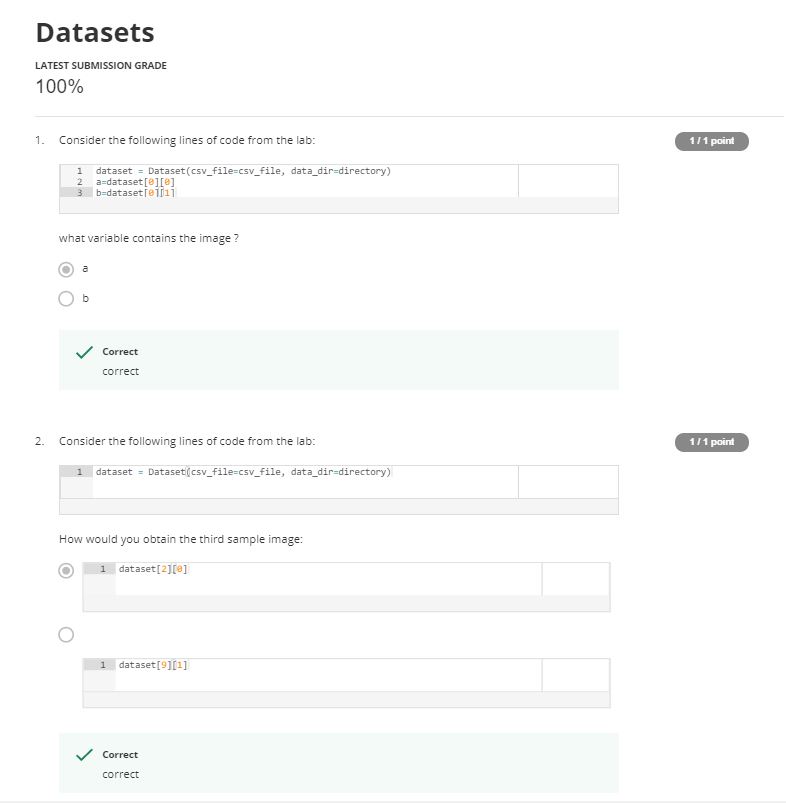 Datasets
LATEST SUBMISSION GRADE
100%
1. Consider the following lines of code from the lab:
1/1 point
1 dataset = Dataset(csv_file=csv_file, data_dir=directory)
2 a=dataset[0][0]
3 b=dataset[0][1]
what variable contains the image ?
a
b
Correct
correct
2. Consider the following lines of code from the lab:
1/1 point
1 dataset = Dataset(csv_file=csv_file, data_dir=directory)
How would you obtain the third sample image:
1 dataset[2][0]
1 dataset[9][1]
Correct
correct